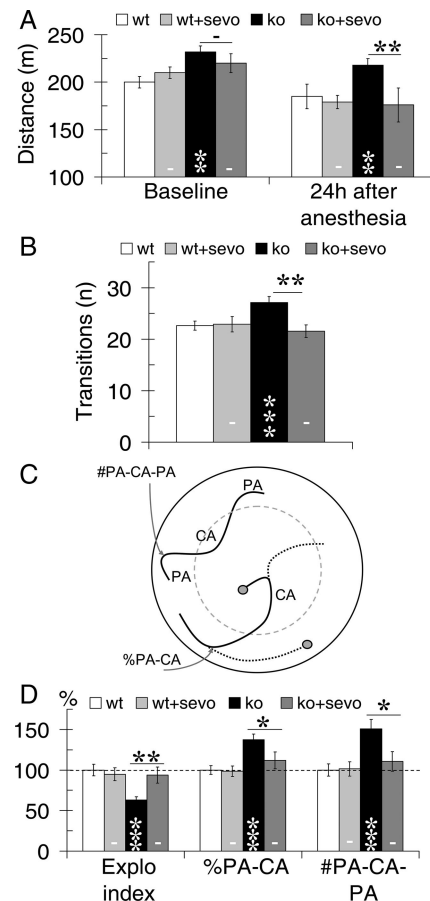 A
wt wt+sevo ko ko+sevo
Distance (m)
250
200
150
100
-
**
-
**
-
-
**
-
Baseline
24h after
anesthesia
B
wt wt+sevo ko ko+sevo
Transitions (n)
30
20
10
0
**
-
***
-
C
#PA-CA-PA
PA
CA
PA
CA
%PA-CA
D
%
wt wt+sevo ko ko+sevo
150
100
50
0
**
*
*
-
***
-
-
***
-
-
***
-
Explo
index
%PA-CA
#PA-CA-
PA